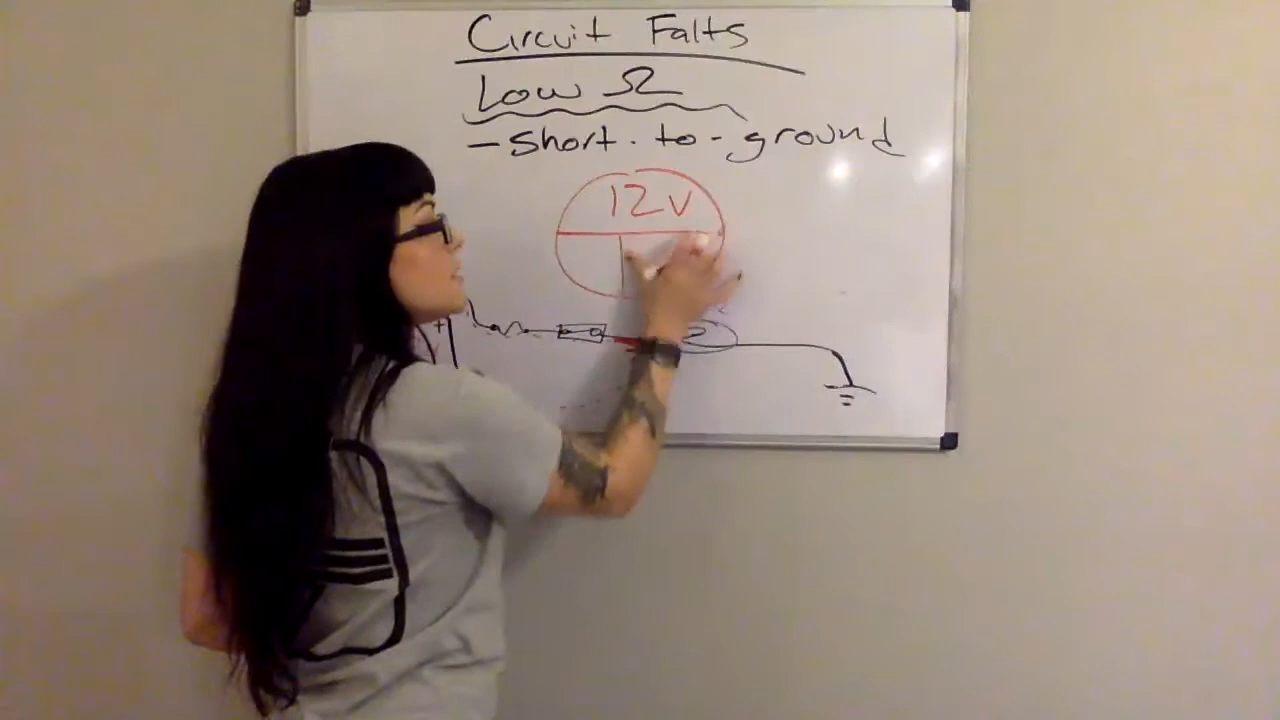 Circuit Falts
Low Ω
- Short-to-ground
12v
+